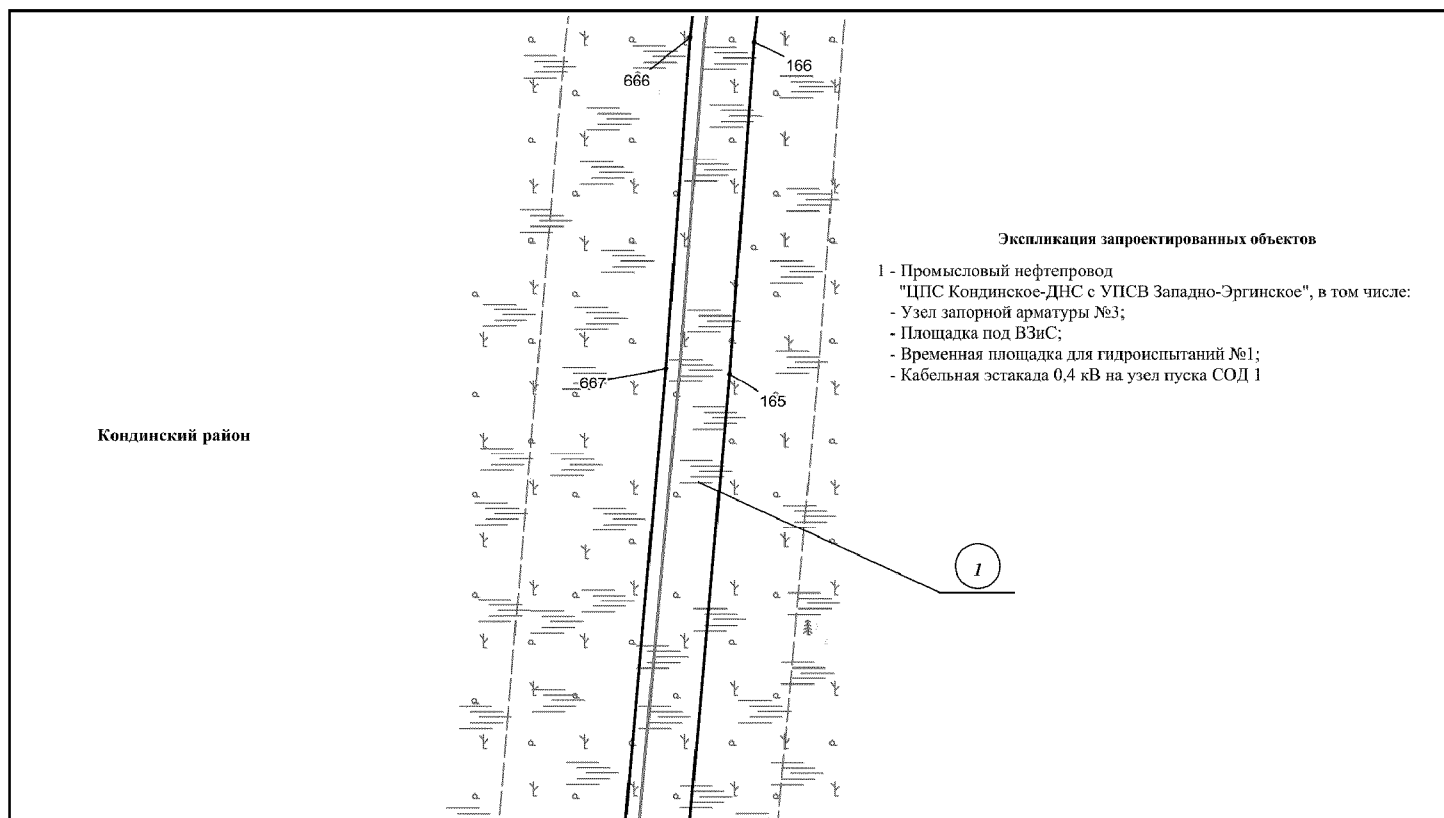 666
166
Экспликация запроектированных объектов
1 - Промысловый нефтепровод
"ЦПС Кондинское-ДНС с УПСВ Западно-Эргинское", в том числе:
- Узел запорной арматуры №3;
- Площадка под ВЗиС;
- Временная площадка для гидроиспытаний №1;
- Кабельная эстакада 0,4 кВ на узел пуска СОД 1
667
165
Кондинский район
1